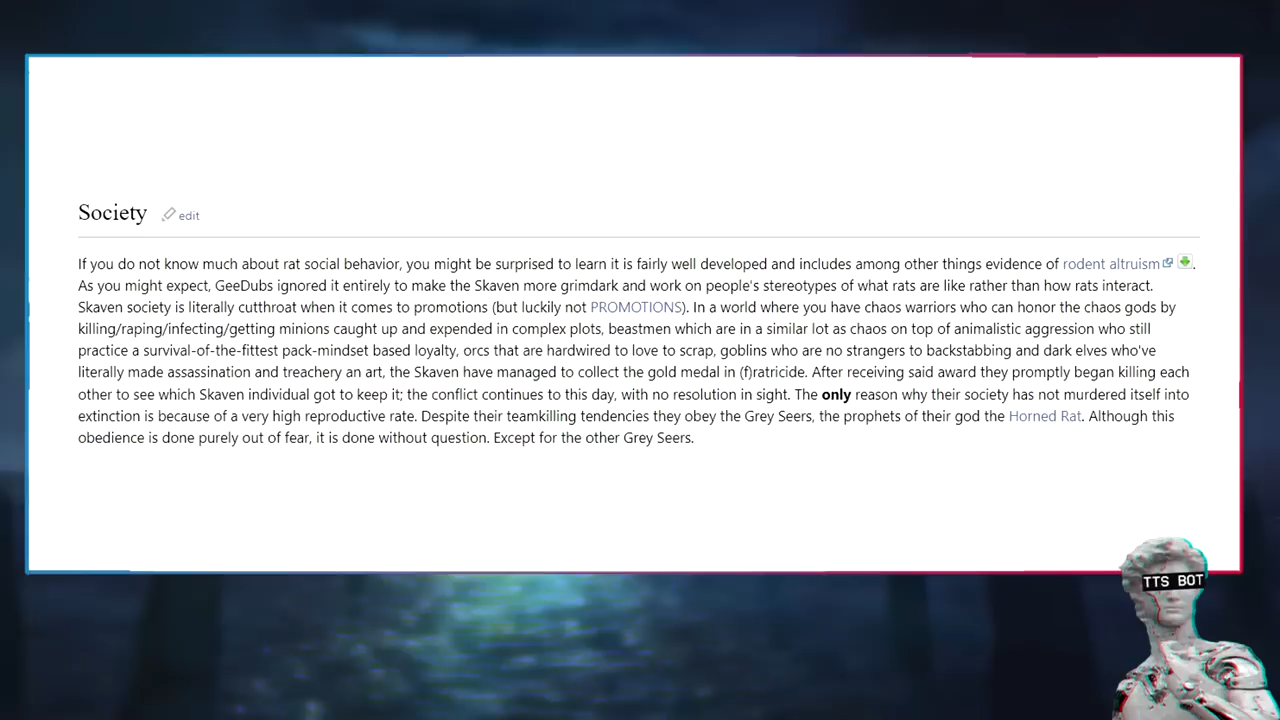 Society edit
If you do not know much about rat social behavior, you might be surprised to learn it is fairly well developed and includes among other things evidence of rodent altruism.
As you might expect, GeeDubs ignored it entirely to make the Skaven more grimdark and work on people's stereotypes of what rats are like rather than how rats interact.
Skaven society is literally cutthroat when it comes to promotions (but luckily not PROMOTIONS). In a world where you have chaos warriors who can honor the chaos gods by
killing/raping/infecting/getting minions caught up and expended in complex plots, beastmen which are in a similar lot as chaos on top of animalistic aggression who still
practice a survival-of-the-fittest pack-mindset based loyalty, orcs that are hardwired to love to scrap, goblins who are no strangers to backstabbing and dark elves who've
literally made assassination and treachery an art, the Skaven have managed to collect the gold medal in (f)ratricide. After receiving said award they promptly began killing each
other to see which Skaven individual got to keep it; the conflict continues to this day, with no resolution in sight. The only reason why their society has not murdered itself into
extinction is because of a very high reproductive rate. Despite their teamkilling tendencies they obey the Grey Seers, the prophets of their god the Horned Rat. Although this
obedience is done purely out of fear, it is done without question. Except for the other Grey Seers.
TTS BOT